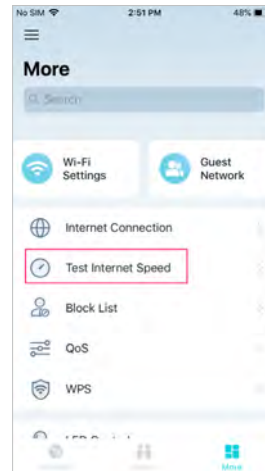 No SIM 2:51 PM 48%
More
Search
Wi-Fi
Settings
Guest
Network
Internet Connection
Test Internet Speed
Block List
QoS
WPS
More